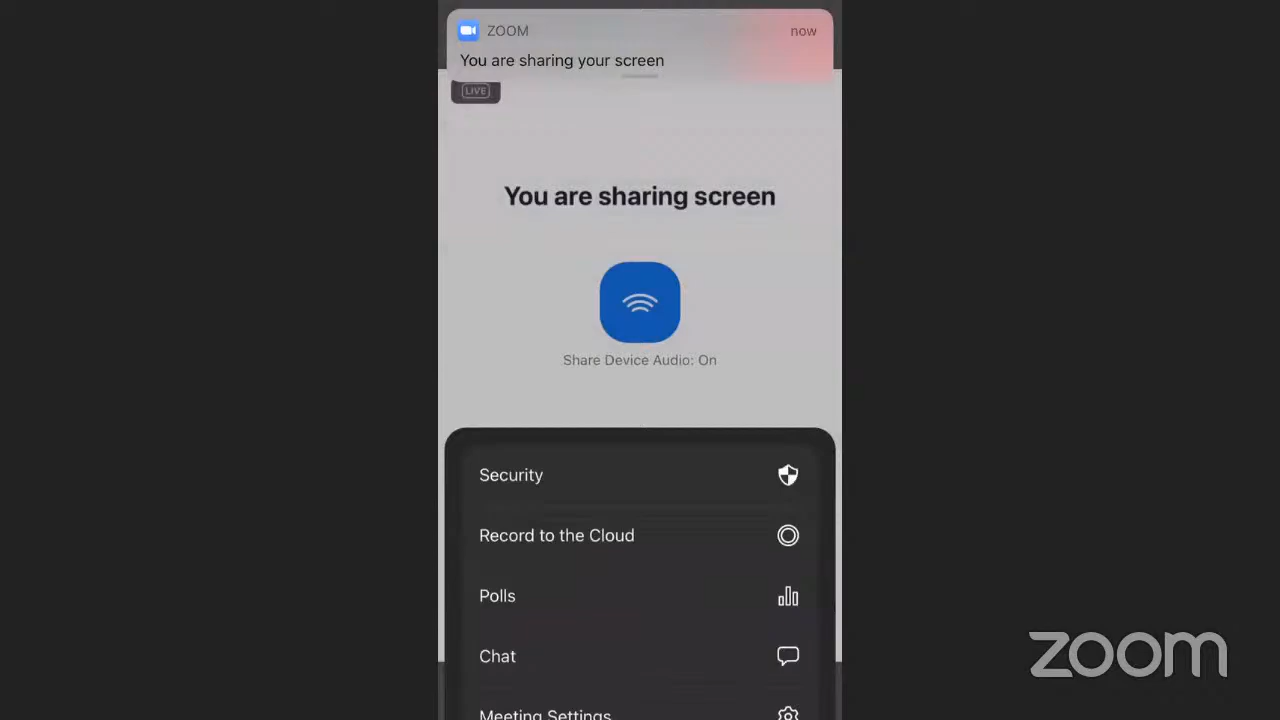 ZOOM
now
You are sharing your screen
LIVE
You are sharing screen
Share Device Audio: On
Security
Record to the Cloud
Polls
Chat
Meeting Settings
zoom